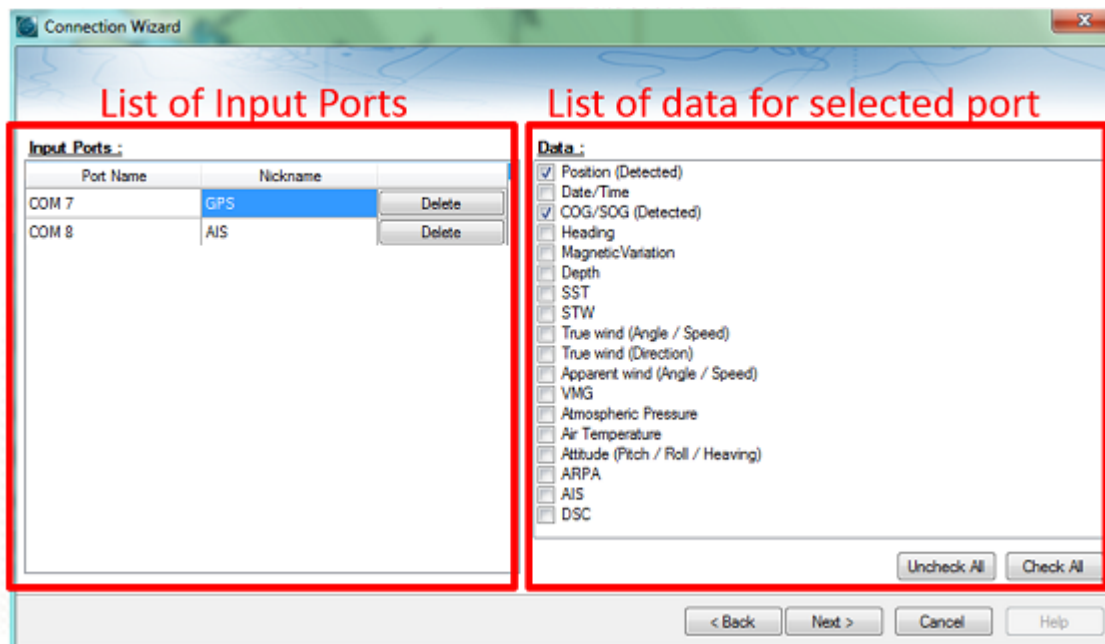 Connection Wizard
List of Input Ports
List of data for selected port
Input Ports :
Port Name Nickname
COM 7 GPS Delete
COM 8 AIS Delete
Data :
Position (Detected)
Date/Time
COG/SOG (Detected)
Heading
MagneticVariation
Depth
SST
STW
True wind (Angle / Speed)
True wind (Direction)
Apparent wind (Angle / Speed)
VMG
Atmospheric Pressure
Air Temperature
Attitude (Pitch / Roll / Heaving)
ARPA
AIS
DSC
Uncheck All Check All
< Back Next > Cancel Help